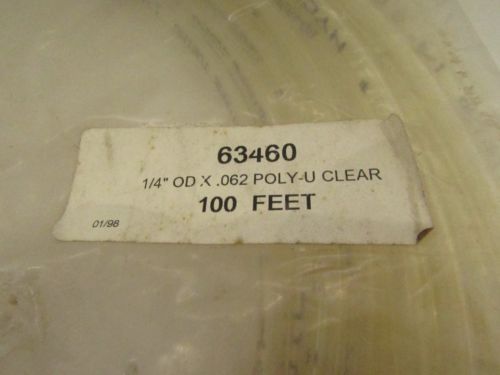 63460
1/4" OD X .062 POLY-U CLEAR
100 FEET
01/98